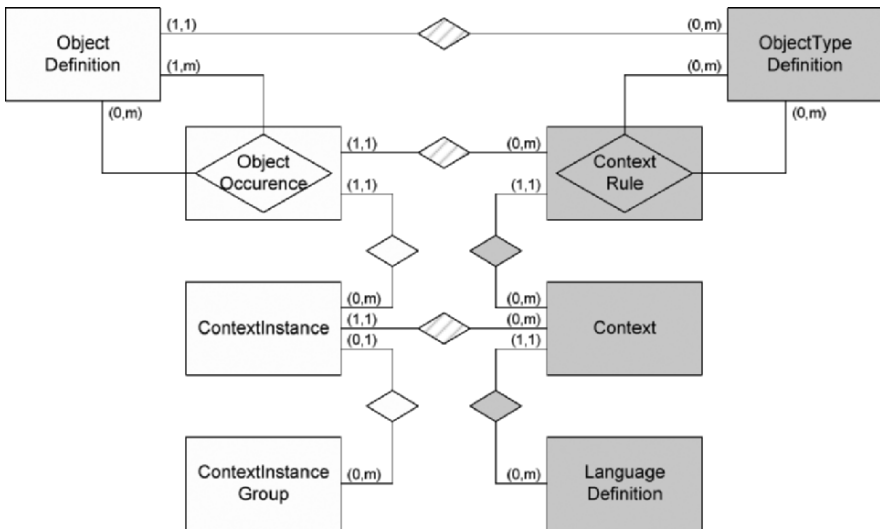 (1,1)
(0,m)
Object
Definition
ObjectType
Definition
(1,m)
(0,m)
(0,m)
(0,m)
(1,1)
(0,m)
Object
Occurence
Context
Rule
(1,1)
(1,1)
(0,m)
(0,m)
ContextInstance
(1,1)
(0,m)
Context
(0,1)
(1,1)
ContextInstance
Group
(0,m)
(0,m)
Language
Definition